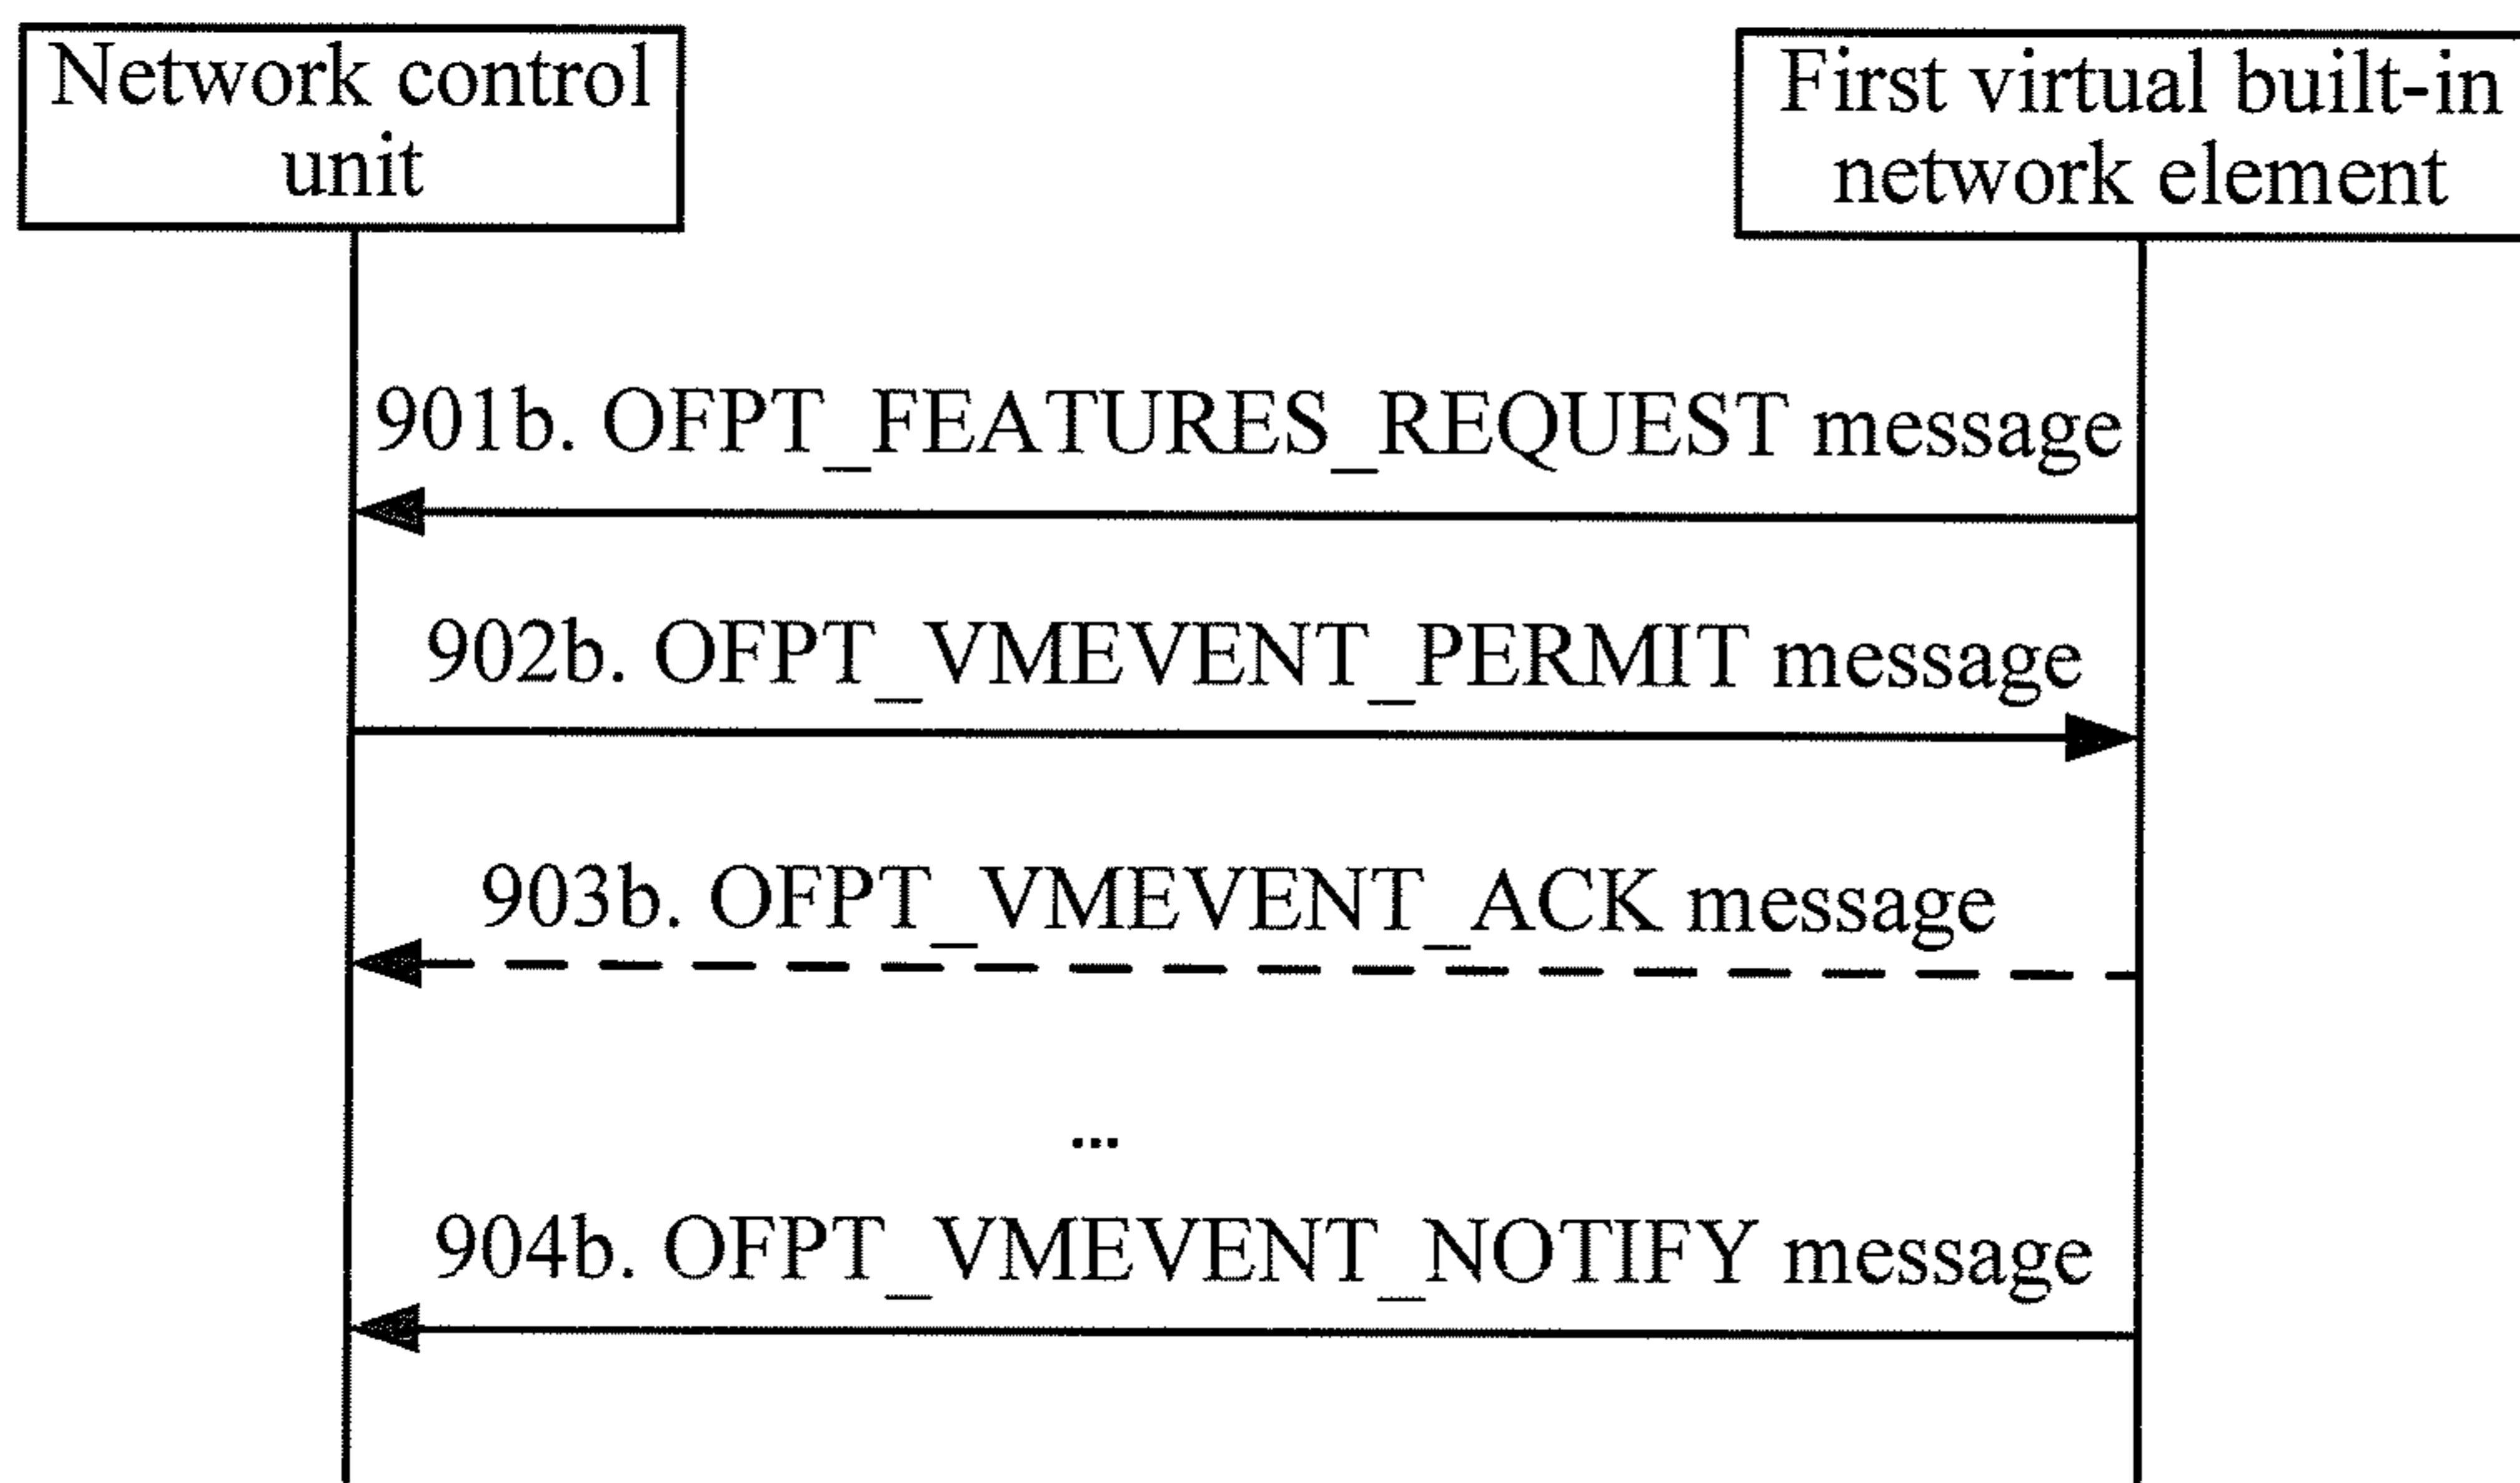 Network control
unit
First virtual built-in
network element
901b. OFPT_FEATURES_REQUEST message
902b. OFPT_VMEVENT_PERMIT message
903b. OFPT_VMEVENT_ACK message
...
904b. OFPT_VMEVENT_NOTIFY message